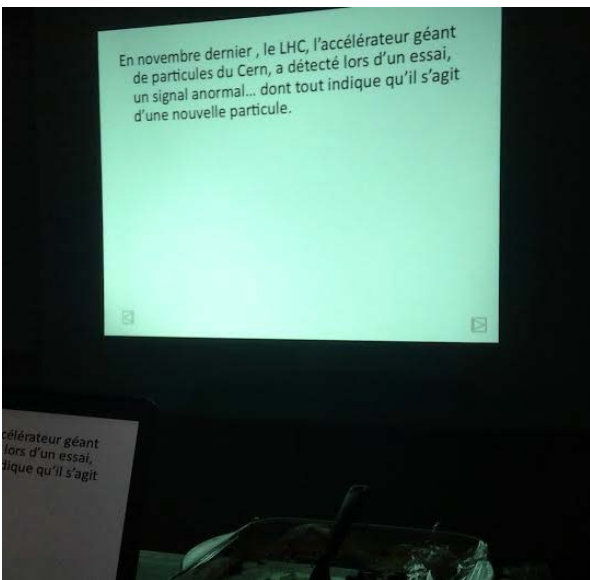 En novembre dernier , le LHC, l'accélérateur géant
de particules du Cern, a détecté lors d'un essai,
un signal anormal... dont tout indique qu'il s'agit
d'une nouvelle particule.
célérateur géant
lors d'un essai,
dique qu'il s'agit